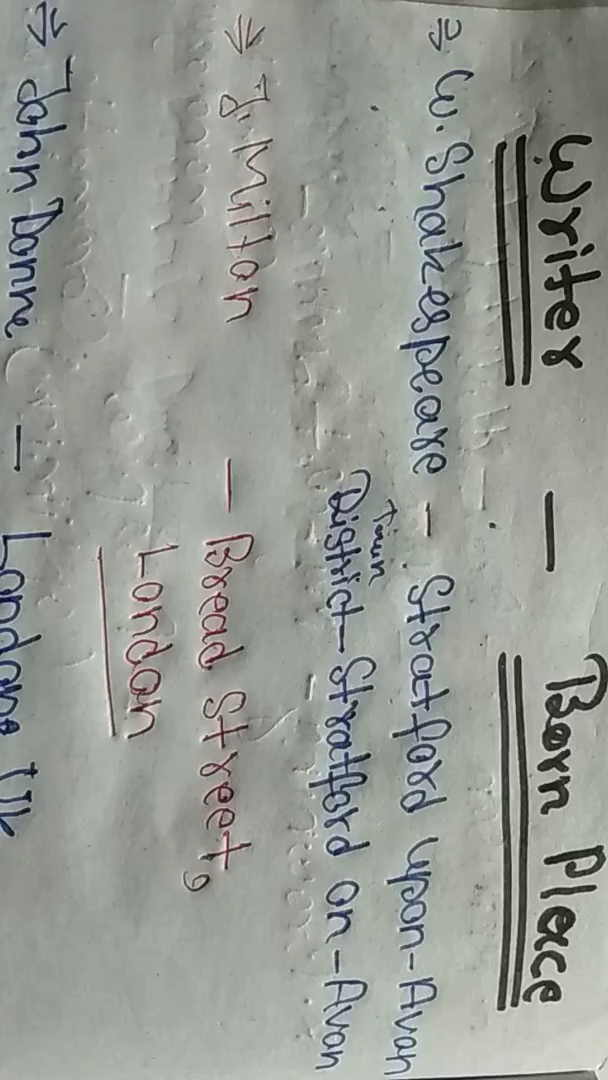 Writer — Born Place
⇒ W. Shakespeare – Stratford upon-Avon
Town
District – Stratford on-Avon
⇒ J. Milton — Bread Street,
London
⇒ John Donne — London, UK